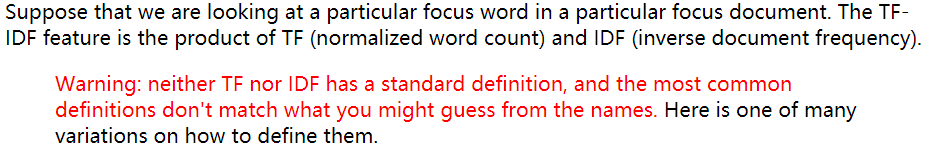 Suppose that we are looking at a particular focus word in a particular focus document. The TF-
IDF feature is the product of TF (normalized word count) and IDF (inverse document frequency).
Warning: neither TF nor IDF has a standard definition, and the most common
definitions don't match what you might guess from the names. Here is one of many
variations on how to define them.